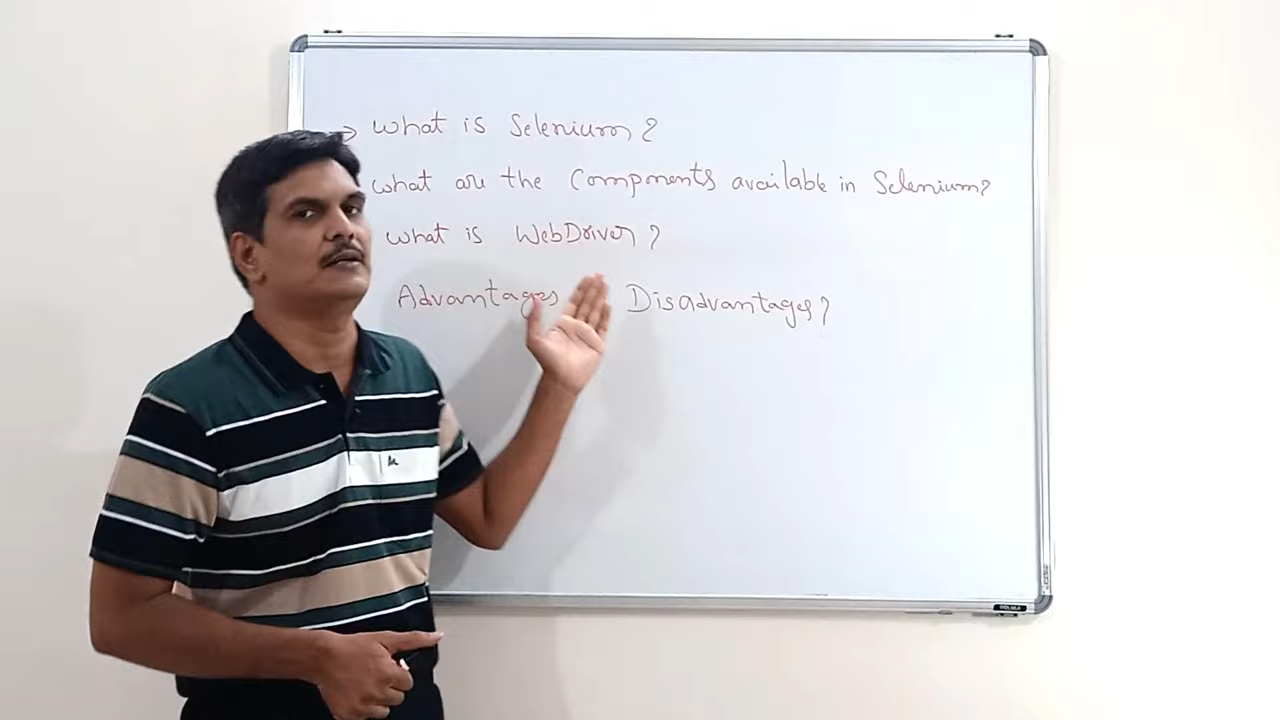 → What is Selenium?
What are the Components available in Selenium?
What is WebDriver?
Advantages Disadvantages?